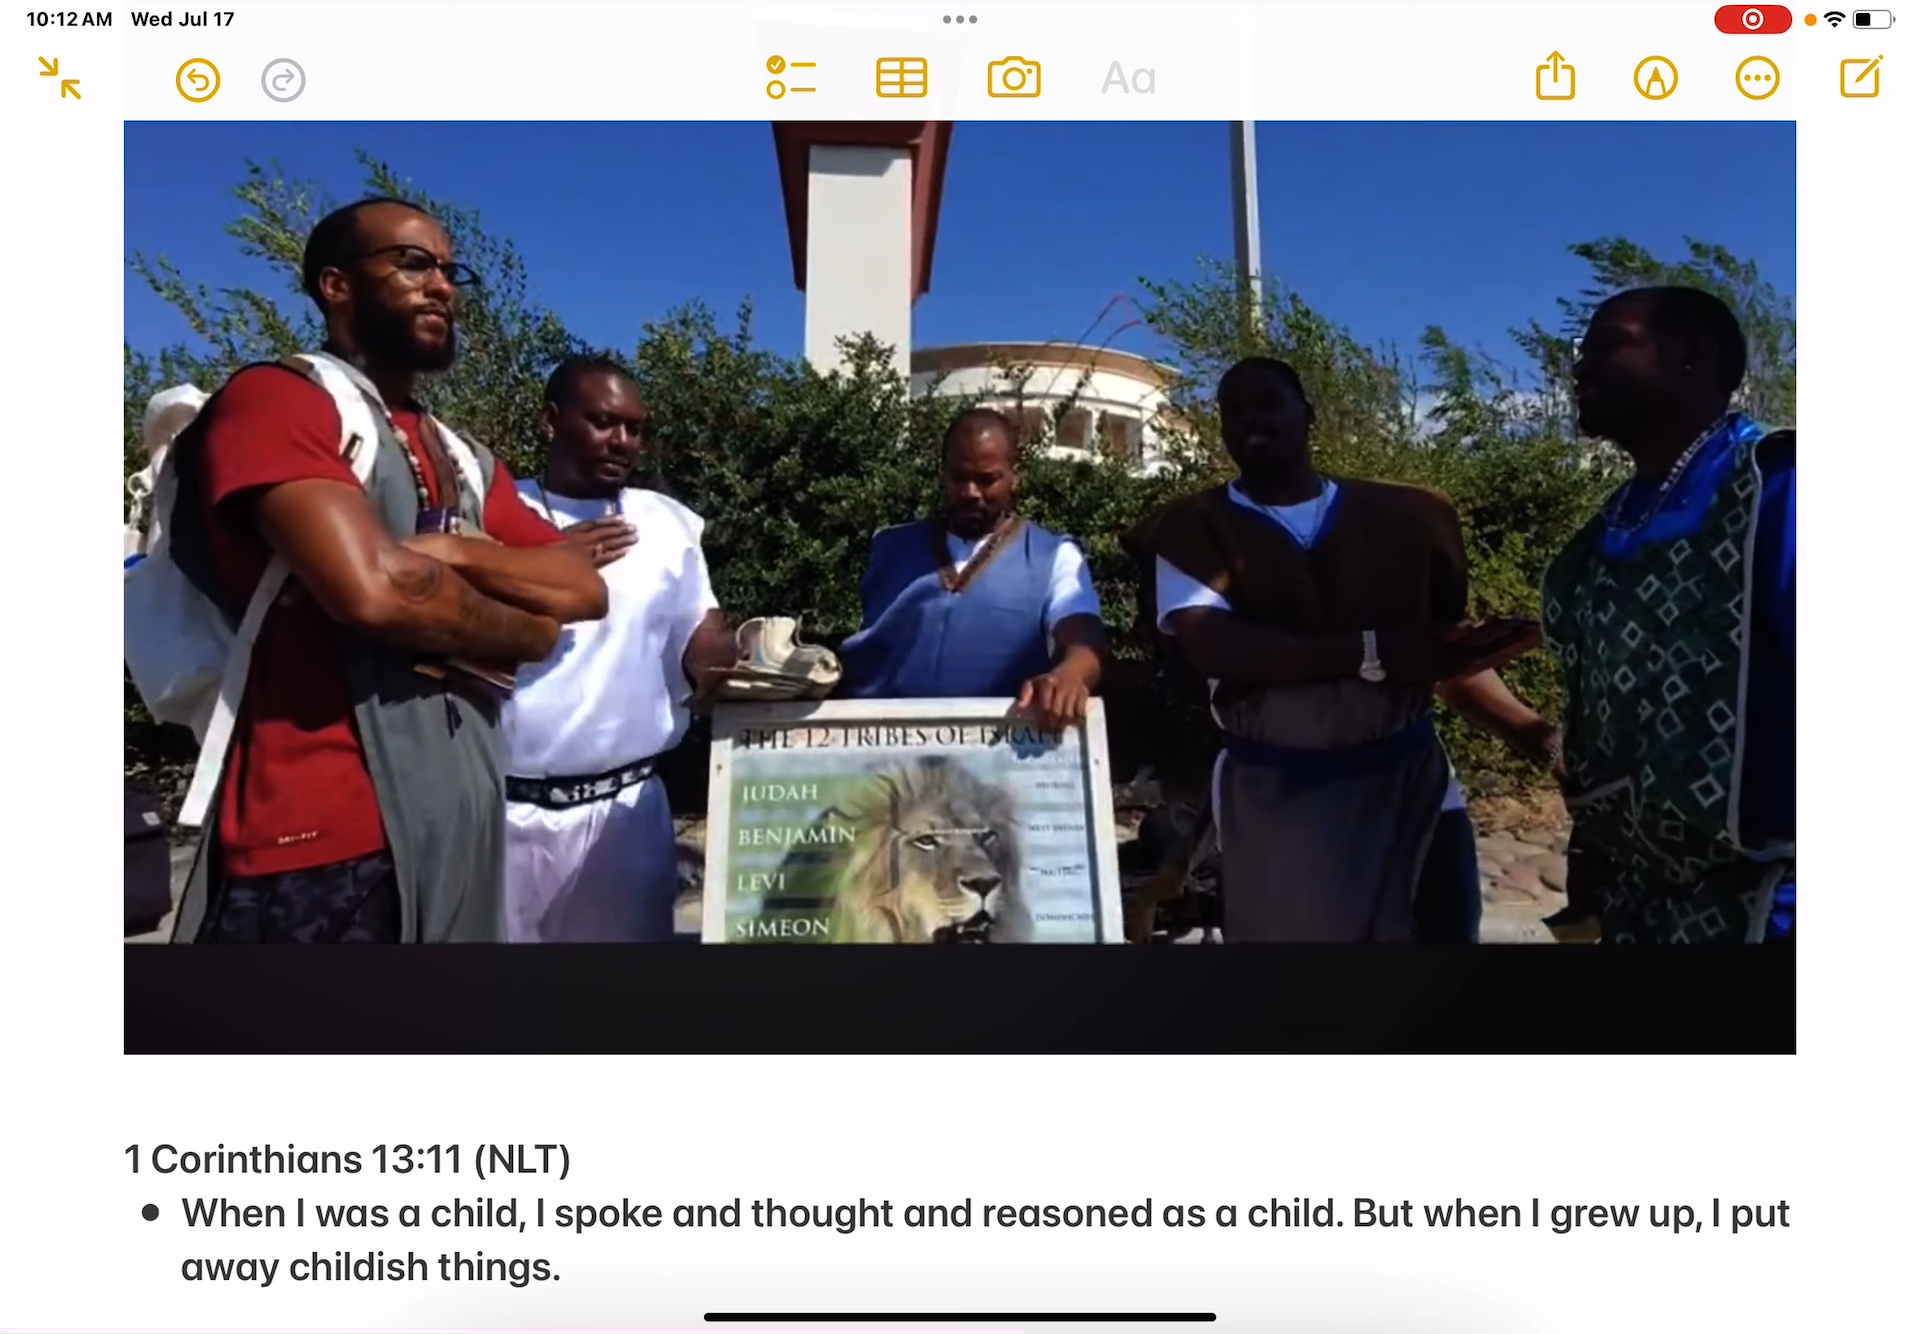 10:12 AM Wed Jul 17
Aa
THE 12 TRIBES OF ISRAEL
JUDAH
BENJAMIN
LEVI
SIMEON
DRI-FIT
1 Corinthians 13:11 (NLT)
When I was a child, I spoke and thought and reasoned as a child. But when I grew up, I put
away childish things.